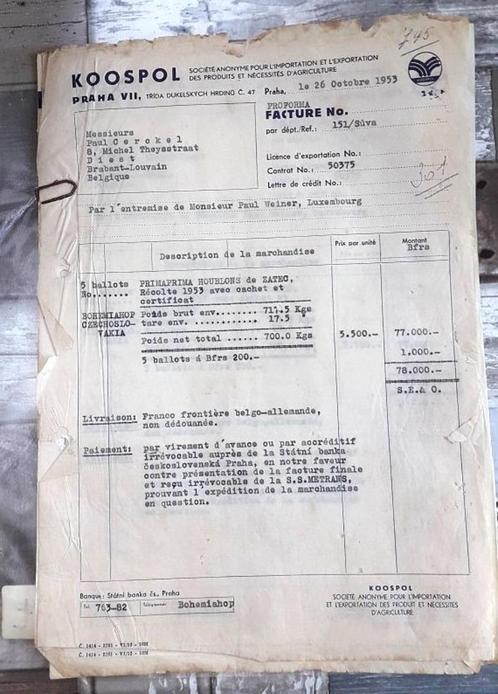 745
KOOSPOL SOCIÉTÉ ANONYME POUR L'IMPORTATION ET L'EXPORTATION
DES PRODUITS ET NÉCESSITÉS D'AGRICULTURE
PRAHA VII, TŘÍDA DUKELSKÝCH HRDINŮ Č. 47 Praha, le 26 Octobre 1953
PROFORMA
FACTURE No.
par dépt./Ref.: 151/Sůva
Messieurs
Paul Cerckel
8, Michel Theysstraat
Diest
Brabant-Louvain
Belgique
Licence d'exportation No.:
Contrat No.: 50375
Lettre de crédit No.:
Par l'entremise de Monsieur Paul Weiner, Luxembourg
Description de la marchandise Prix par unité Montant
Bfrs
5 ballots PRIMAPRIMA HOUBLONS de ZATEC,
No....... Récolte 1953 avec cachet et
certificat
BOHEMIAHOP Poids brut env....... 717.5 Kgs
CZECHOSLO- tare env. ........... 17.5 "
VAKIA Poids net total ...... 700.0 Kgs 5.500.— 77.000.—
5 ballots á Bfrs 200.— 1.000.—
78.000.—
S.E.& O.
Livraison: Franco frontière belgo-allemande,
non dédouanée.
Paiement: par virement d'avance ou par accréditif
irrévocable auprès de la Státní banka
československá Praha, en notre faveur
contre présentation de la facture finale
et reçu irrévocable de la S.S.METRANS,
prouvant l'expédition de la marchandise
en question.
Banque: Státní banka čs., Praha
Tel. 763-82 Bohemiahop
KOOSPOL
SOCIÉTÉ ANONYME POUR L'IMPORTATION
ET L'EXPORTATION DES PRODUIT ET NÉCESSITÉS
D'AGRICULTURE